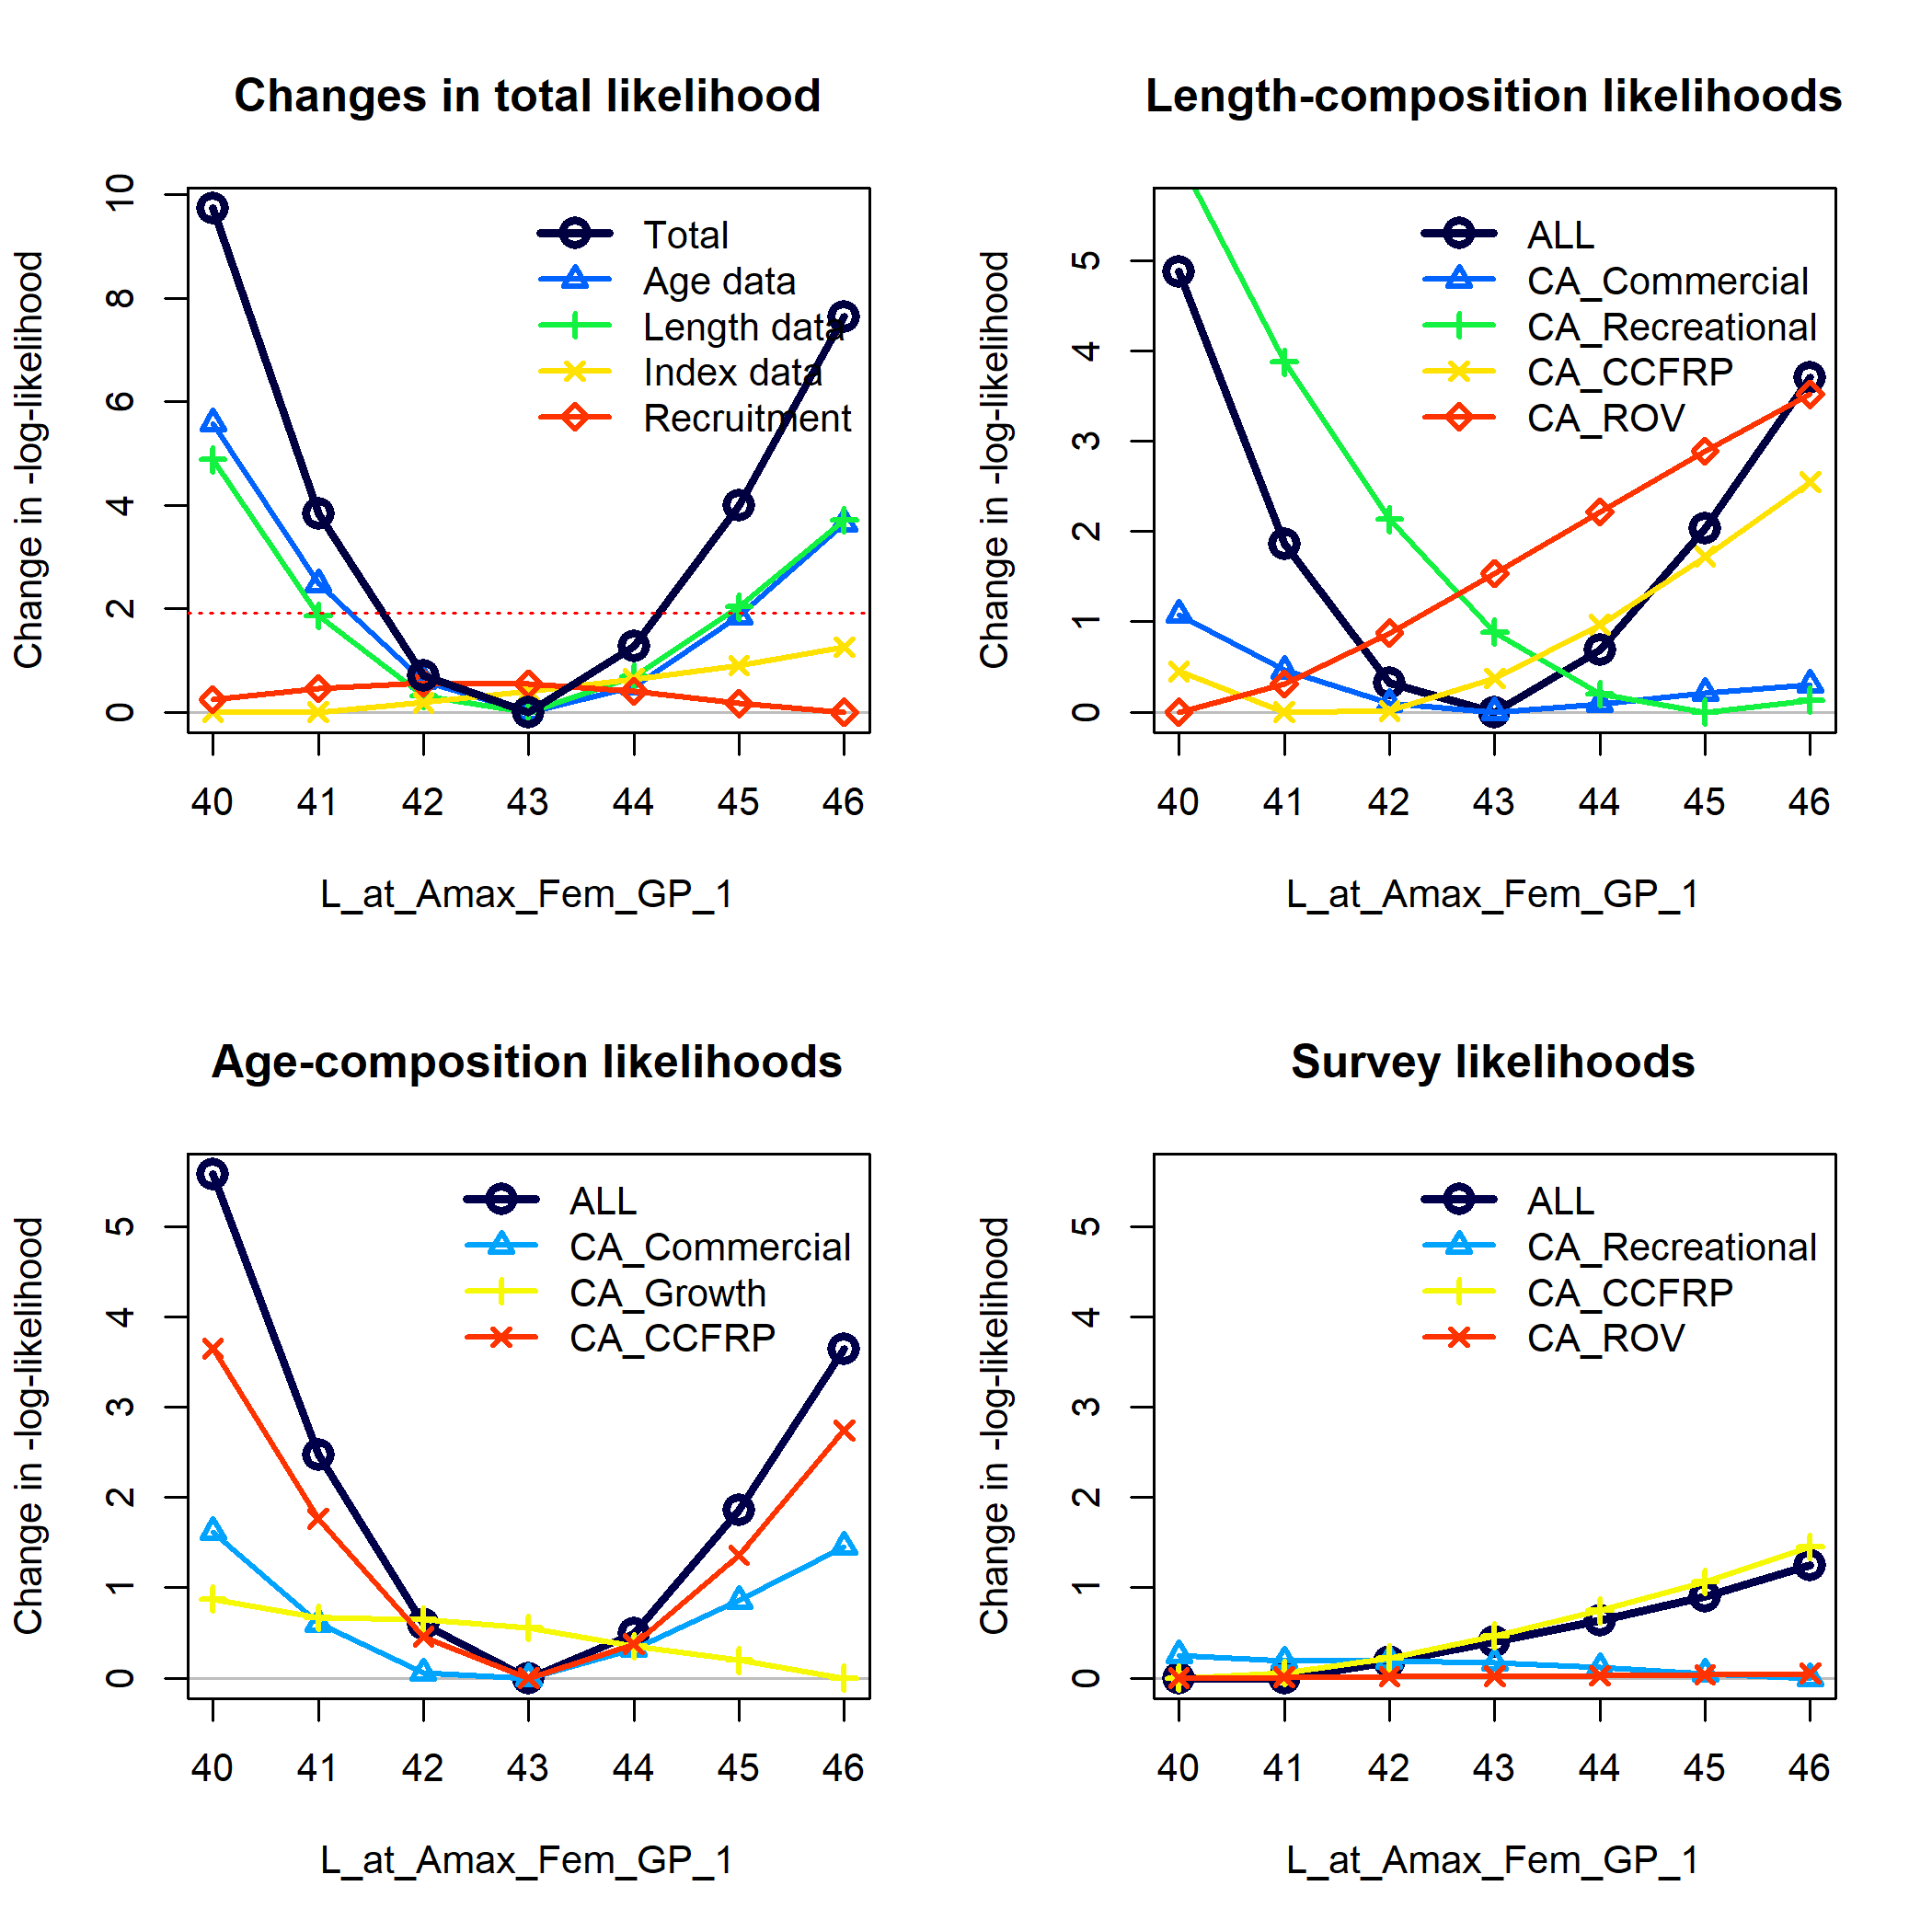 Changes in total likelihood
Change in -log-likelihood
10
8
6
4
2
0
Total
Age data
Length data
Index data
Recruitment
40 41 42 43 44 45 46
L_at_Amax_Fem_GP_1
Length-composition likelihoods
Change in -log-likelihood
5
4
3
2
1
0
ALL
CA_Commercial
CA_Recreational
CA_CCFRP
CA_ROV
40 41 42 43 44 45 46
L_at_Amax_Fem_GP_1
Age-composition likelihoods
Change in -log-likelihood
5
4
3
2
1
0
ALL
CA_Commercial
CA_Growth
CA_CCFRP
40 41 42 43 44 45 46
L_at_Amax_Fem_GP_1
Survey likelihoods
Change in -log-likelihood
5
4
3
2
1
0
ALL
CA_Recreational
CA_CCFRP
CA_ROV
40 41 42 43 44 45 46
L_at_Amax_Fem_GP_1